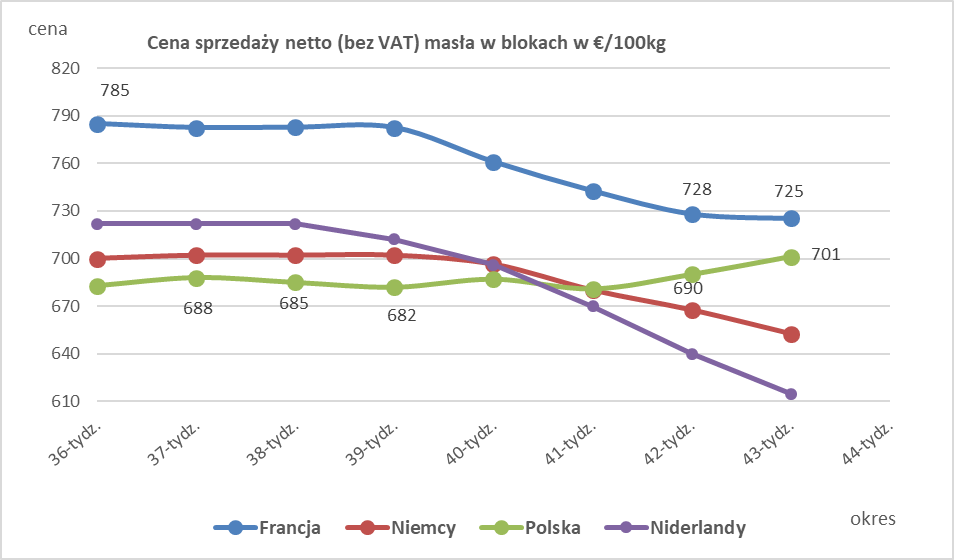 cena
Cena sprzedaży netto (bez VAT) masła w blokach w €/100kg
820
790
760
730
700
670
640
610
785
728
725
701
690
688
685
682
36-tydz.
37-tydz.
38-tydz.
39-tydz.
40-tydz.
41-tydz.
42-tydz.
43-tydz.
44-tydz.
okres
Francja Niemcy Polska Niderlandy